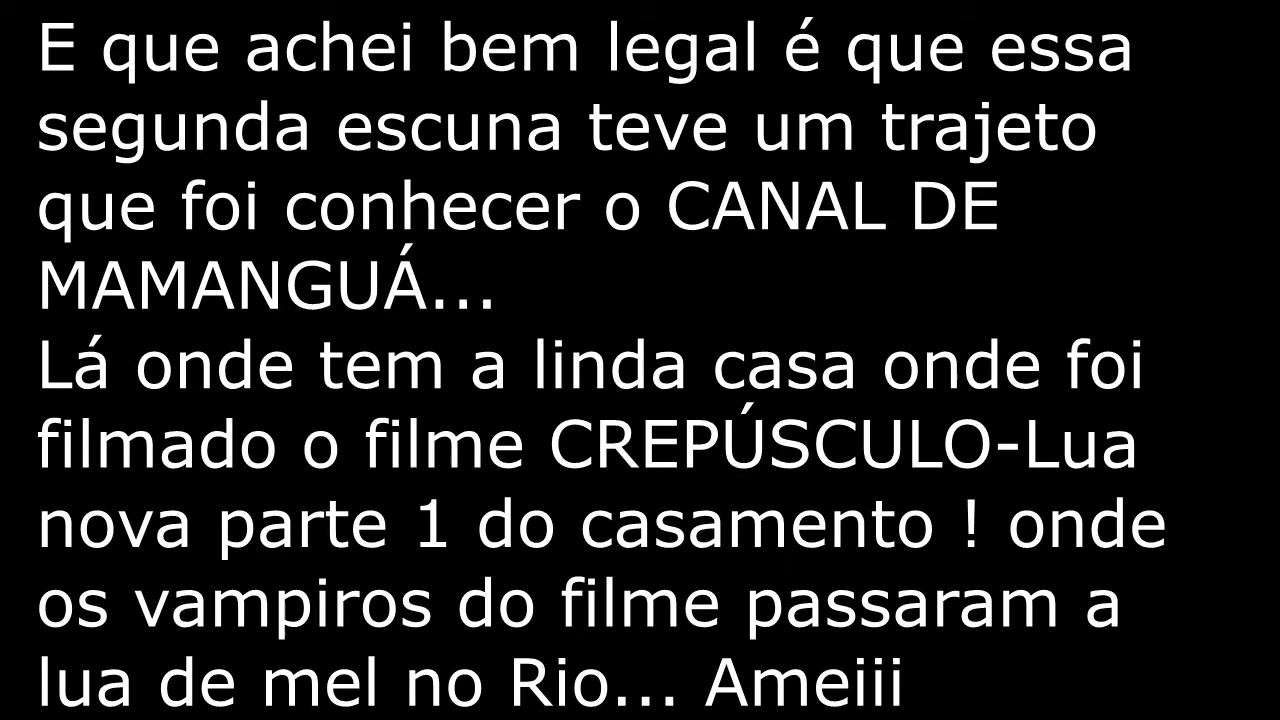 E que achei bem legal é que essa
segunda escuna teve um trajeto
que foi conhecer o CANAL DE
MAMANGUÁ...
Lá onde tem a linda casa onde foi
filmado o filme CREPÚSCULO-Lua
nova parte 1 do casamento ! onde
os vampiros do filme passaram a
lua de mel no Rio... Ameiii